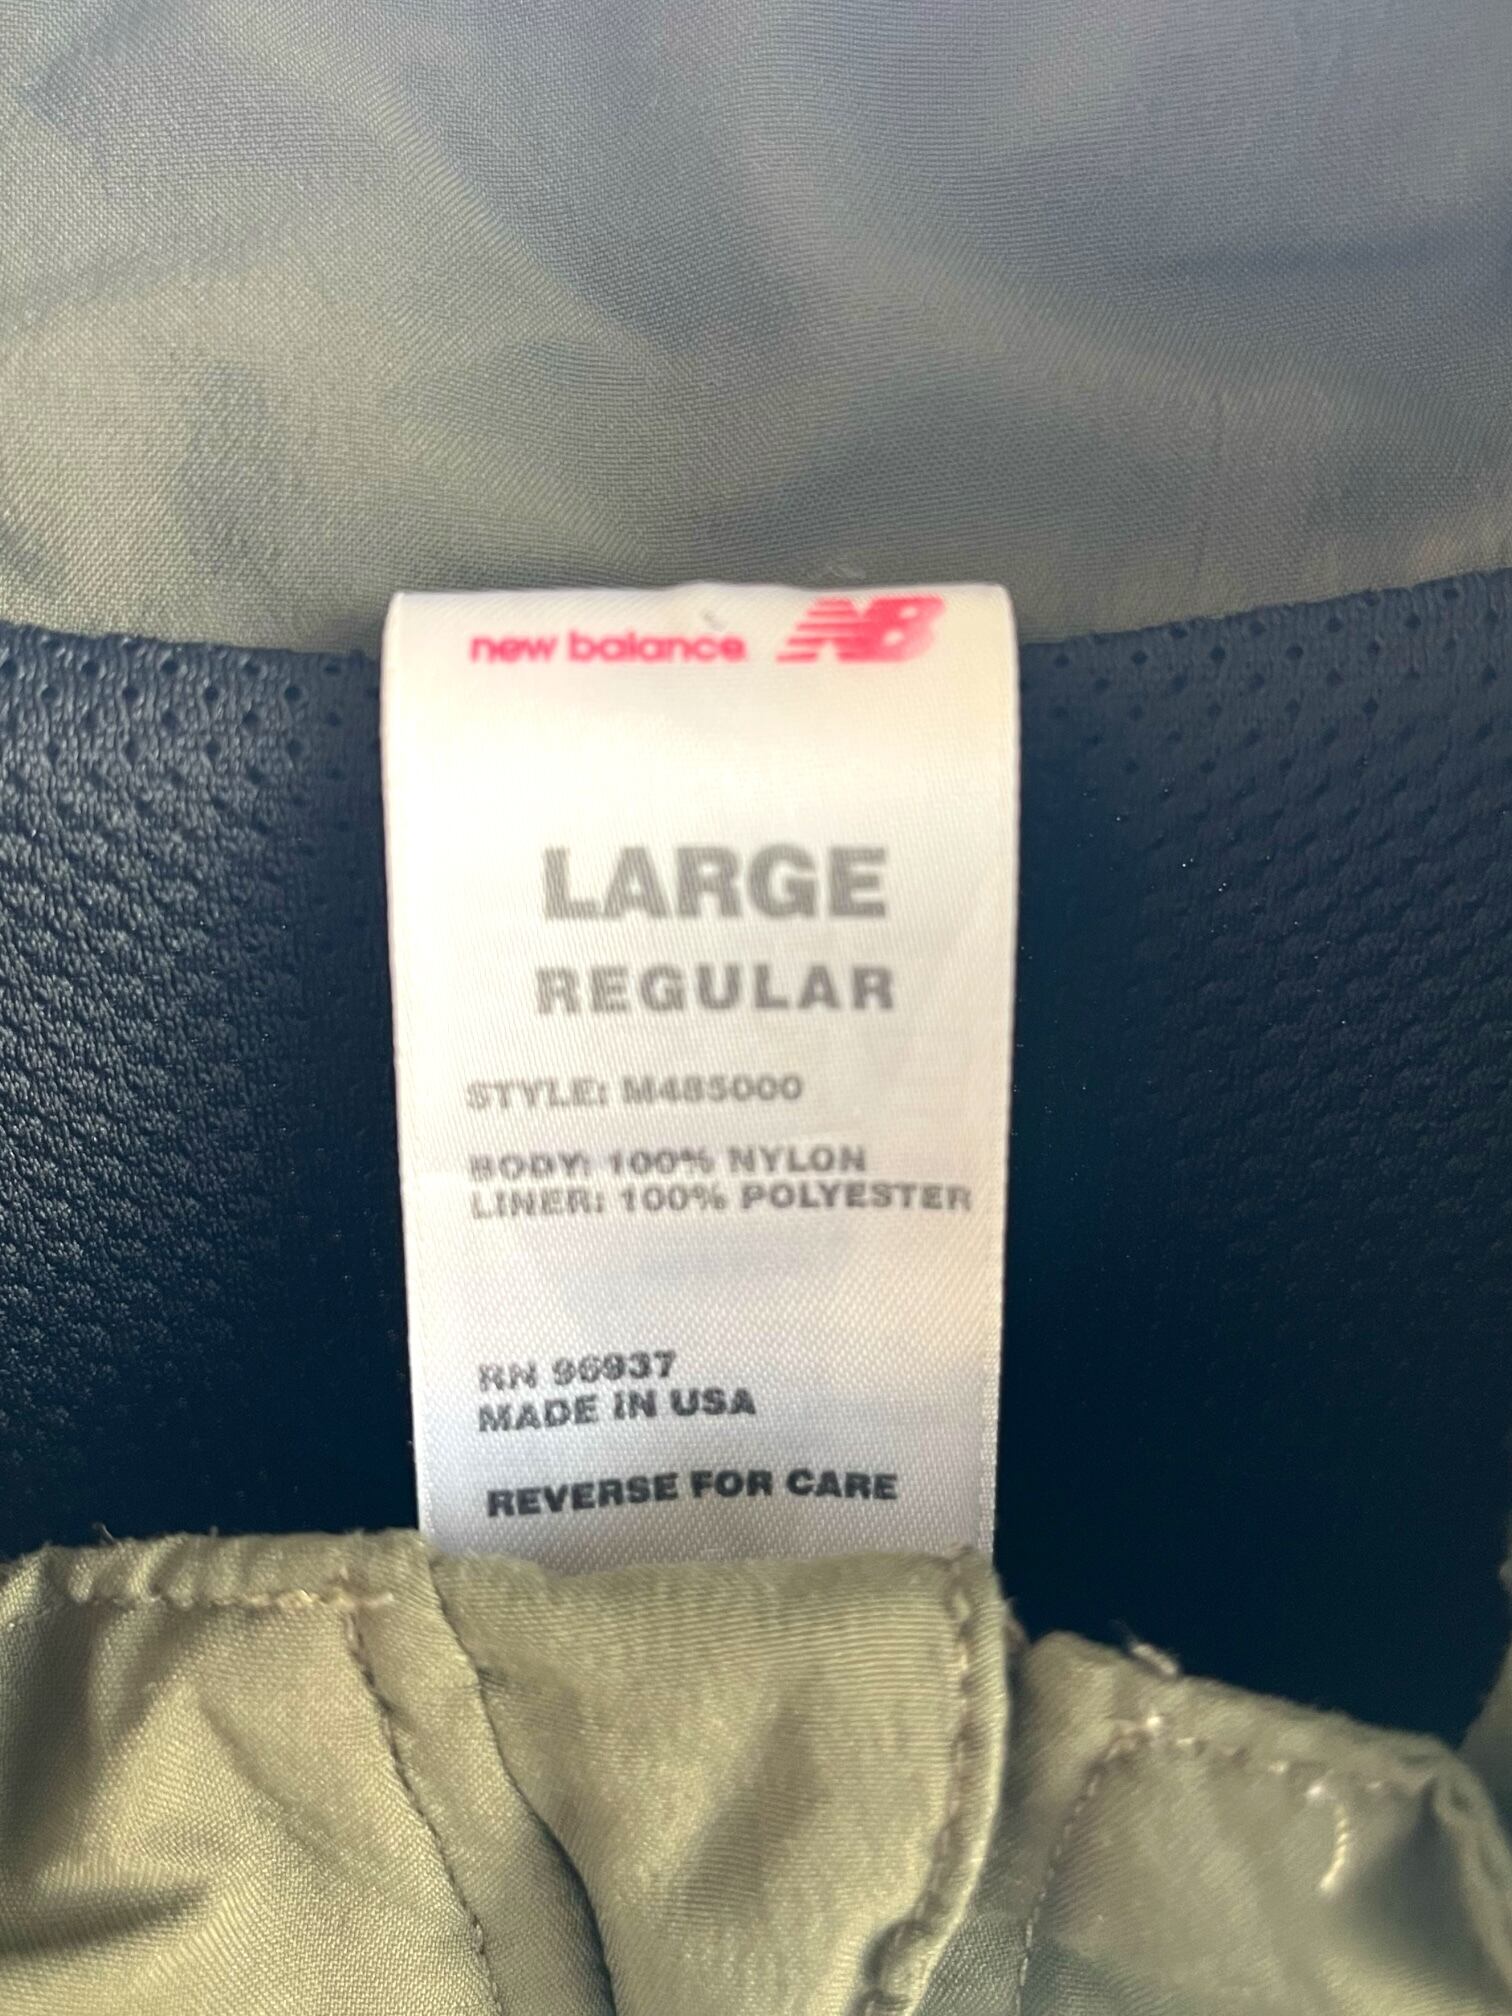 new balance NB
LARGE
REGULAR
STYLE: M485000
BODY: 100% NYLON
LINER: 100% POLYESTER
RN 96937
MADE IN USA
REVERSE FOR CARE